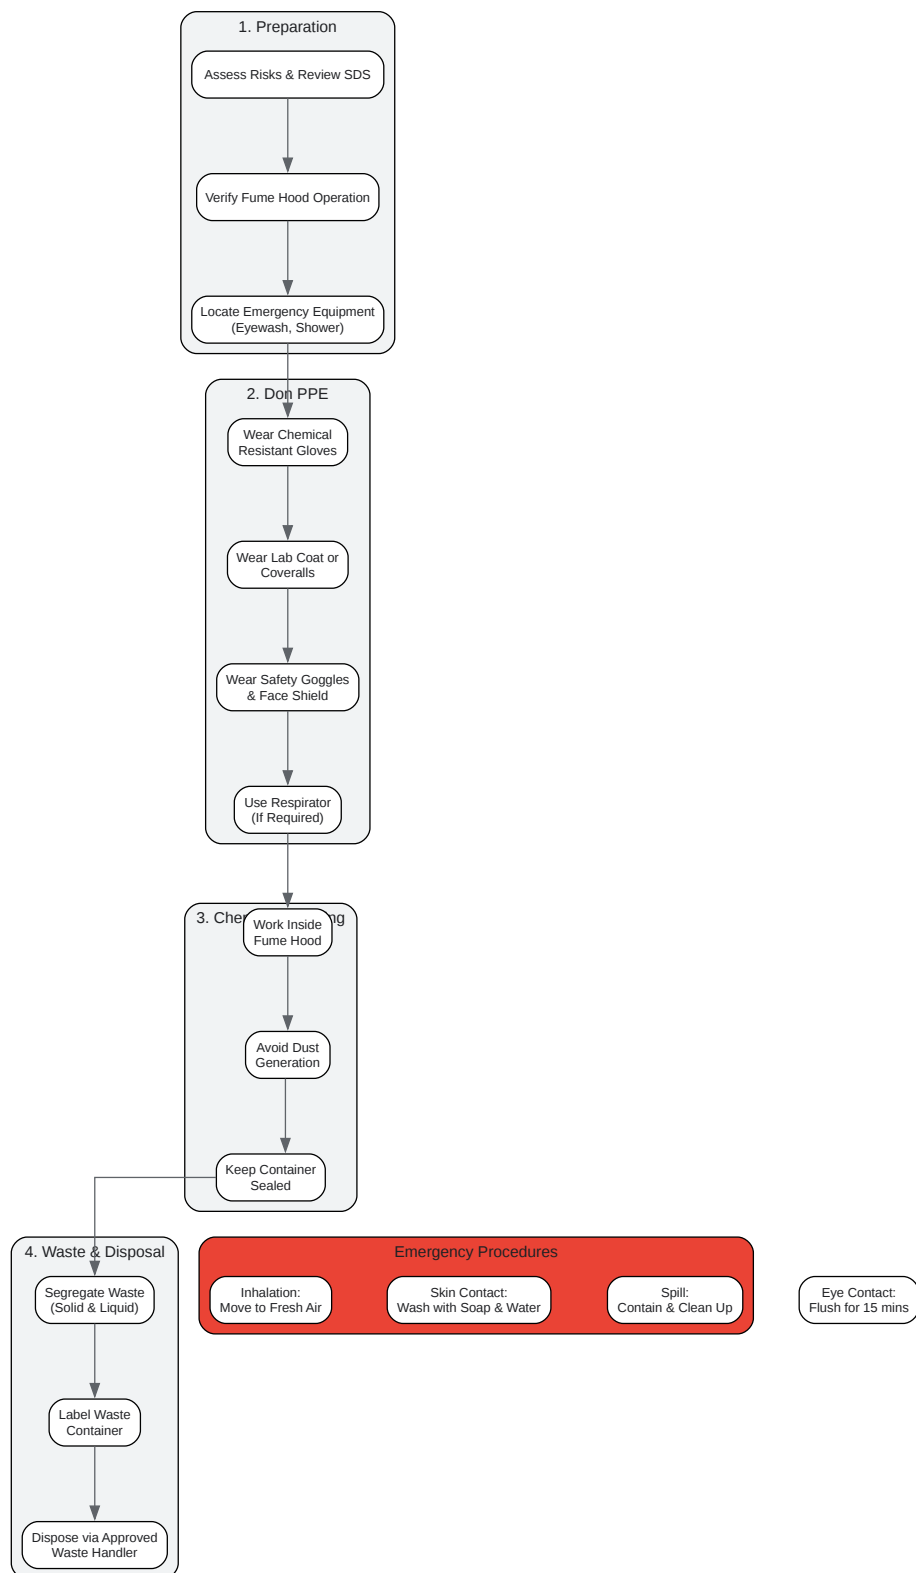 1. Preparation
Assess Risks & Review SDS
Verify Fume Hood Operation
Locate Emergency Equipment
(Eyewash, Shower)
2. Don PPE
Wear Chemical
Resistant Gloves
Wear Lab Coat or
Coveralls
Wear Safety Goggles
& Face Shield
Use Respirator
(If Required)
3.
Work Inside
Fume Hood
Avoid Dust
Generation
Keep Container
Sealed
4. Waste & Disposal
Segregate Waste
(Solid & Liquid)
Label Waste
Container
Dispose via Approved
Waste Handler
Emergency Procedures
Inhalation:
Move to Fresh Air
Skin Contact:
Wash with Soap & Water
Spill:
Contain & Clean Up
Eye Contact:
Flush for 15 mins